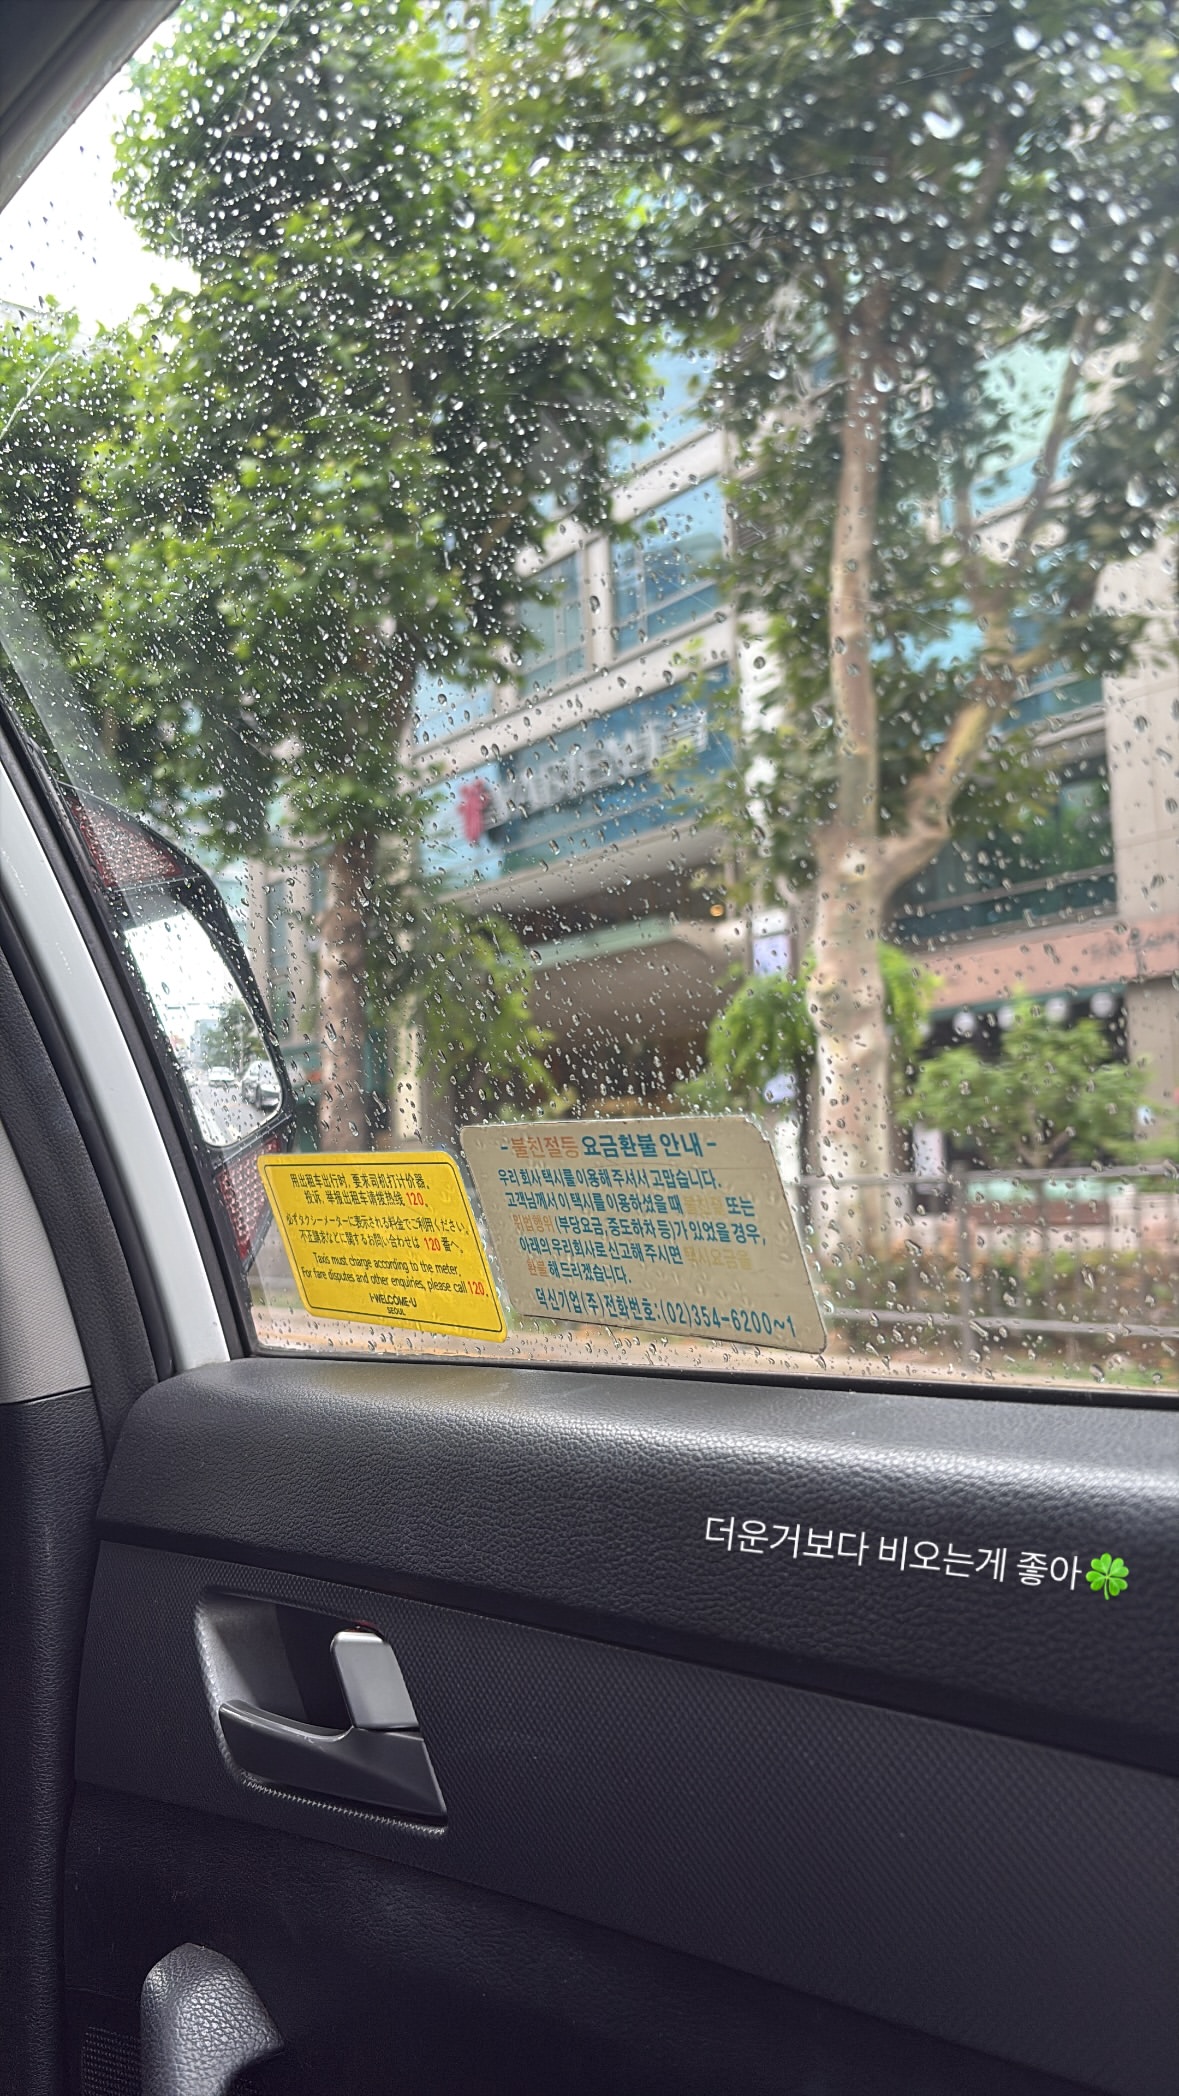 用出租车出行时, 要求司机打计价器。
投诉, 举报出租车请拨热线 120。
必ずタクシーメーターに表示される料金でご利用ください。
不正請求などに関するお問い合わせは 120 番へ。
Taxis must charge according to the meter
For fare disputes and other enquiries, please call 120.
I·WELCOME·U
SEOUL
-불친절등 요금환불 안내-
우리 회사 택시를 이용해 주셔서 고맙습니다.
고객님께서 이 택시를 이용하셨을 때 불친절 또는
위법행위 (부당요금, 중도하차 등)가 있었을 경우,
아래의 우리회사로 신고해 주시면 택시요금을
환불해 드리겠습니다.
덕신기업(주) 전화번호:(02)354-6200~1
더운거보다 비오는게 좋아🍀